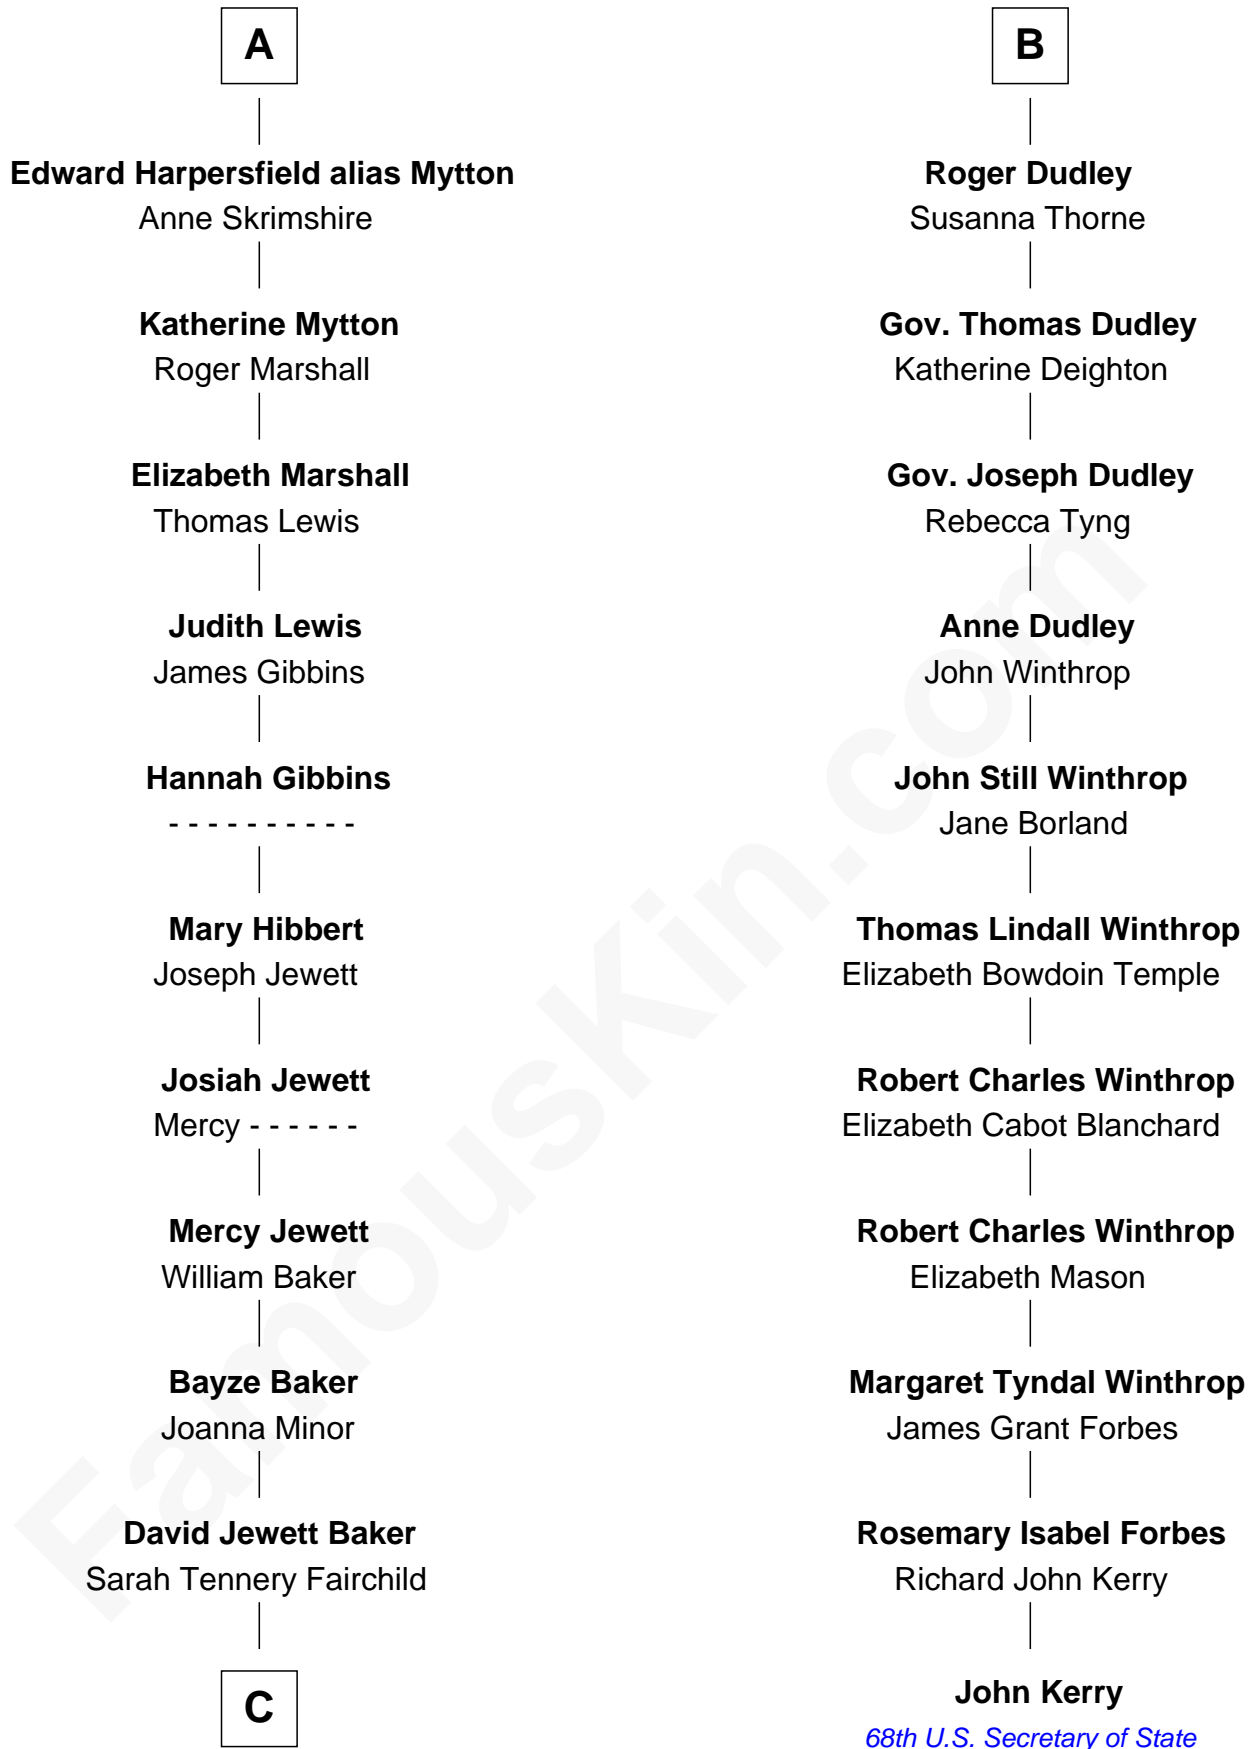 A
Edward Harpersfield alias Mytton
Anne Skrimshire
Katherine Mytton
Roger Marshall
Elizabeth Marshall
Thomas Lewis
Judith Lewis
James Gibbins
Hannah Gibbins
- - - - - - - - - -
Mary Hibbert
Joseph Jewett
Josiah Jewett
Mercy - - - - - -
Mercy Jewett
William Baker
Bayze Baker
Joanna Minor
David Jewett Baker
Sarah Tennery Fairchild
C
B
Roger Dudley
Susanna Thorne
Gov. Thomas Dudley
Katherine Deighton
Gov. Joseph Dudley
Rebecca Tyng
Anne Dudley
John Winthrop
John Still Winthrop
Jane Borland
Thomas Lindall Winthrop
Elizabeth Bowdoin Temple
Robert Charles Winthrop
Elizabeth Cabot Blanchard
Robert Charles Winthrop
Elizabeth Mason
Margaret Tyndal Winthrop
James Grant Forbes
Rosemary Isabel Forbes
Richard John Kerry
John Kerry
68th U.S. Secretary of State
FamousKin.com